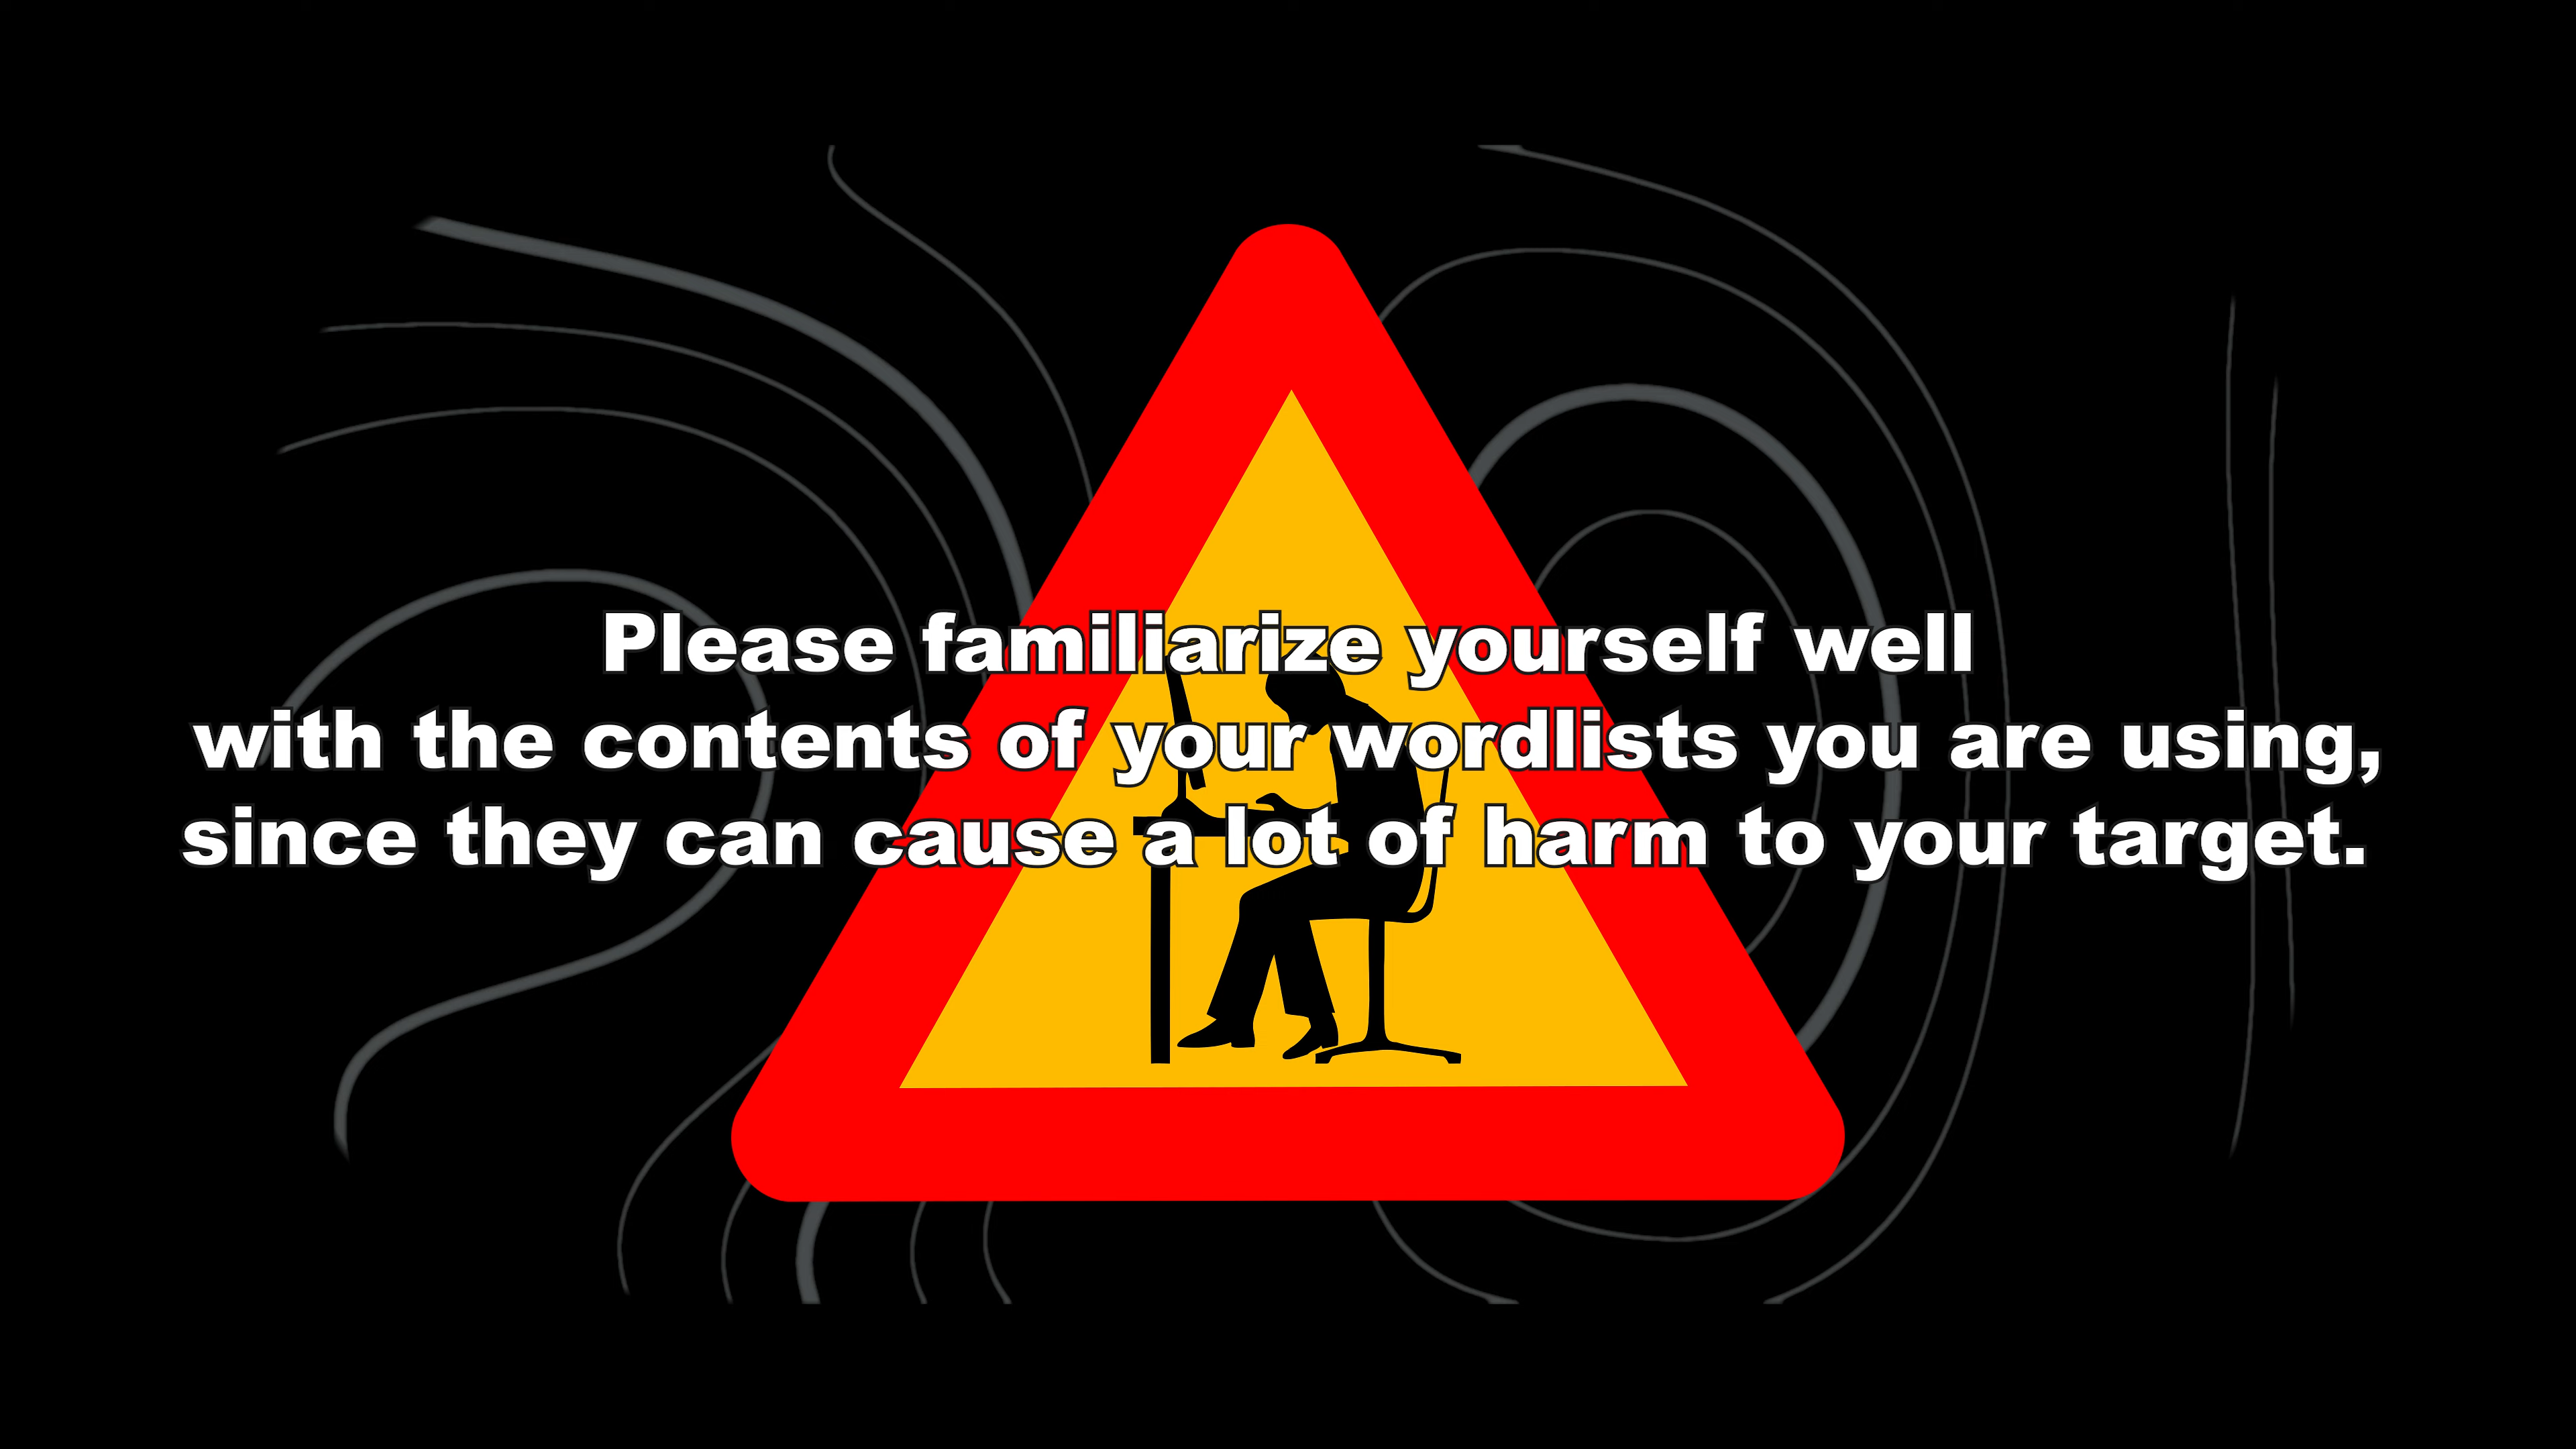 Please familiarize yourself well
with the contents of your wordlists you are using,
since they can cause a lot of harm to your target.